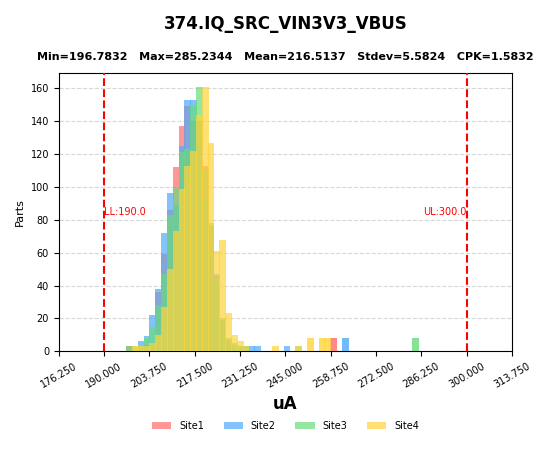 374.IQ_SRC_VIN3V3_VBUS
Min=196.7832 Max=285.2344 Mean=216.5137 Stdev=5.5824 CPK=1.5832
160
140
120
100
80
60
40
20
0
Parts
LL:190.0
UL:300.0
176.250 190.000 203.750 217.500 231.250 245.000 258.750 272.500 286.250 300.000 313.750
uA
Site1 Site2 Site3 Site4